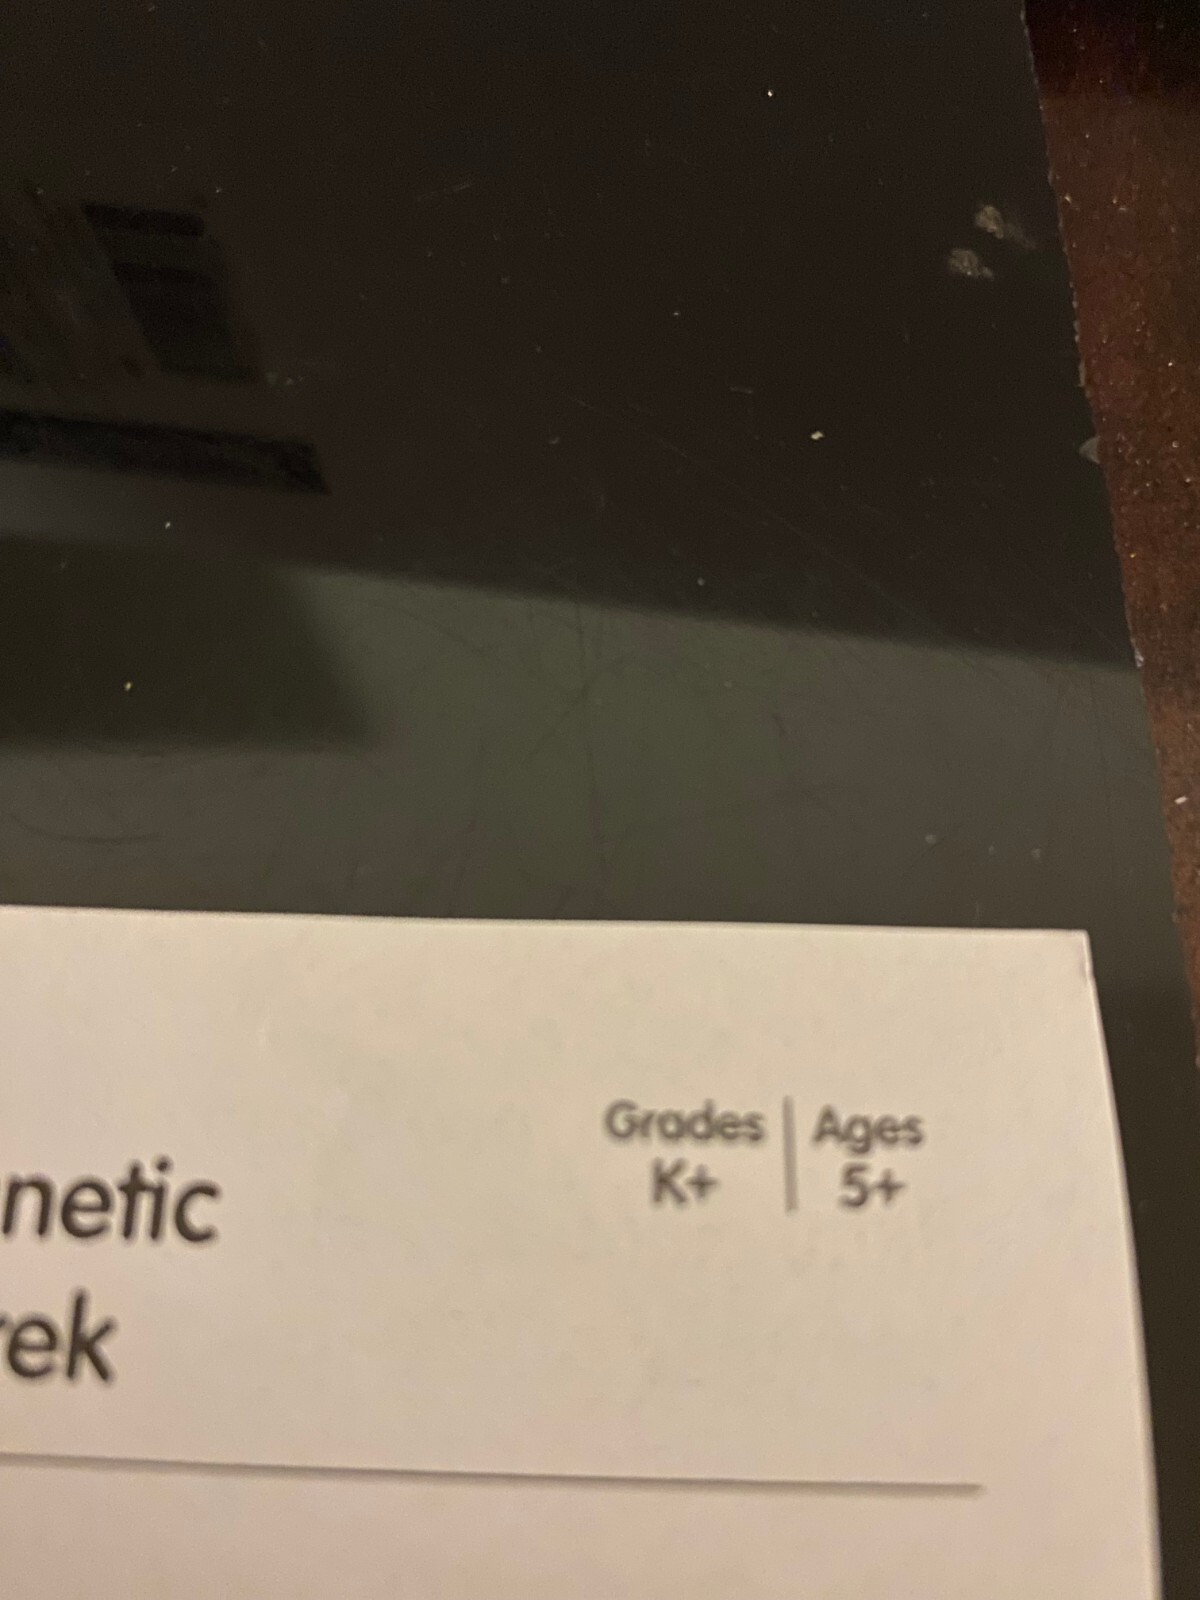 Grades | Ages
K+ | 5+
netic
ek